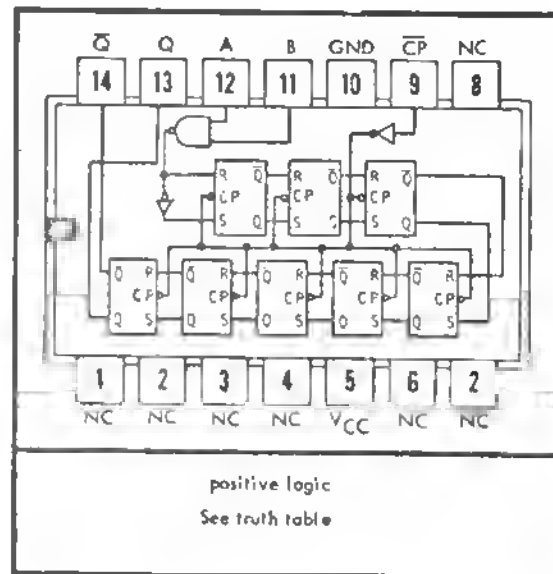 Q̅ Q A B GND C̅P̅ NC
14 13 12 11 10 9 8
R Q̅ R Q̅ R Q̅
CP CP CP
S Q S Q S Q
Q̅ R Q̅ R Q̅ R Q̅ R Q̅ R
CP CP CP CP CP
Q S Q S Q S Q S Q S
1 2 3 4 5 6 2
NC NC NC NC VCC NC NC
positive logic
See truth table